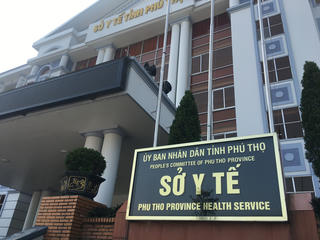 SỞ Y TẾ TỈNH PHÚ THỌ
ỦY BAN NHÂN DÂN TỈNH PHÚ THỌ
PEOPLE'S COMMITTEE OF PHU THO PROVINCE
SỞ Y TẾ
PHU THO PROVINCE HEALTH SERVICE